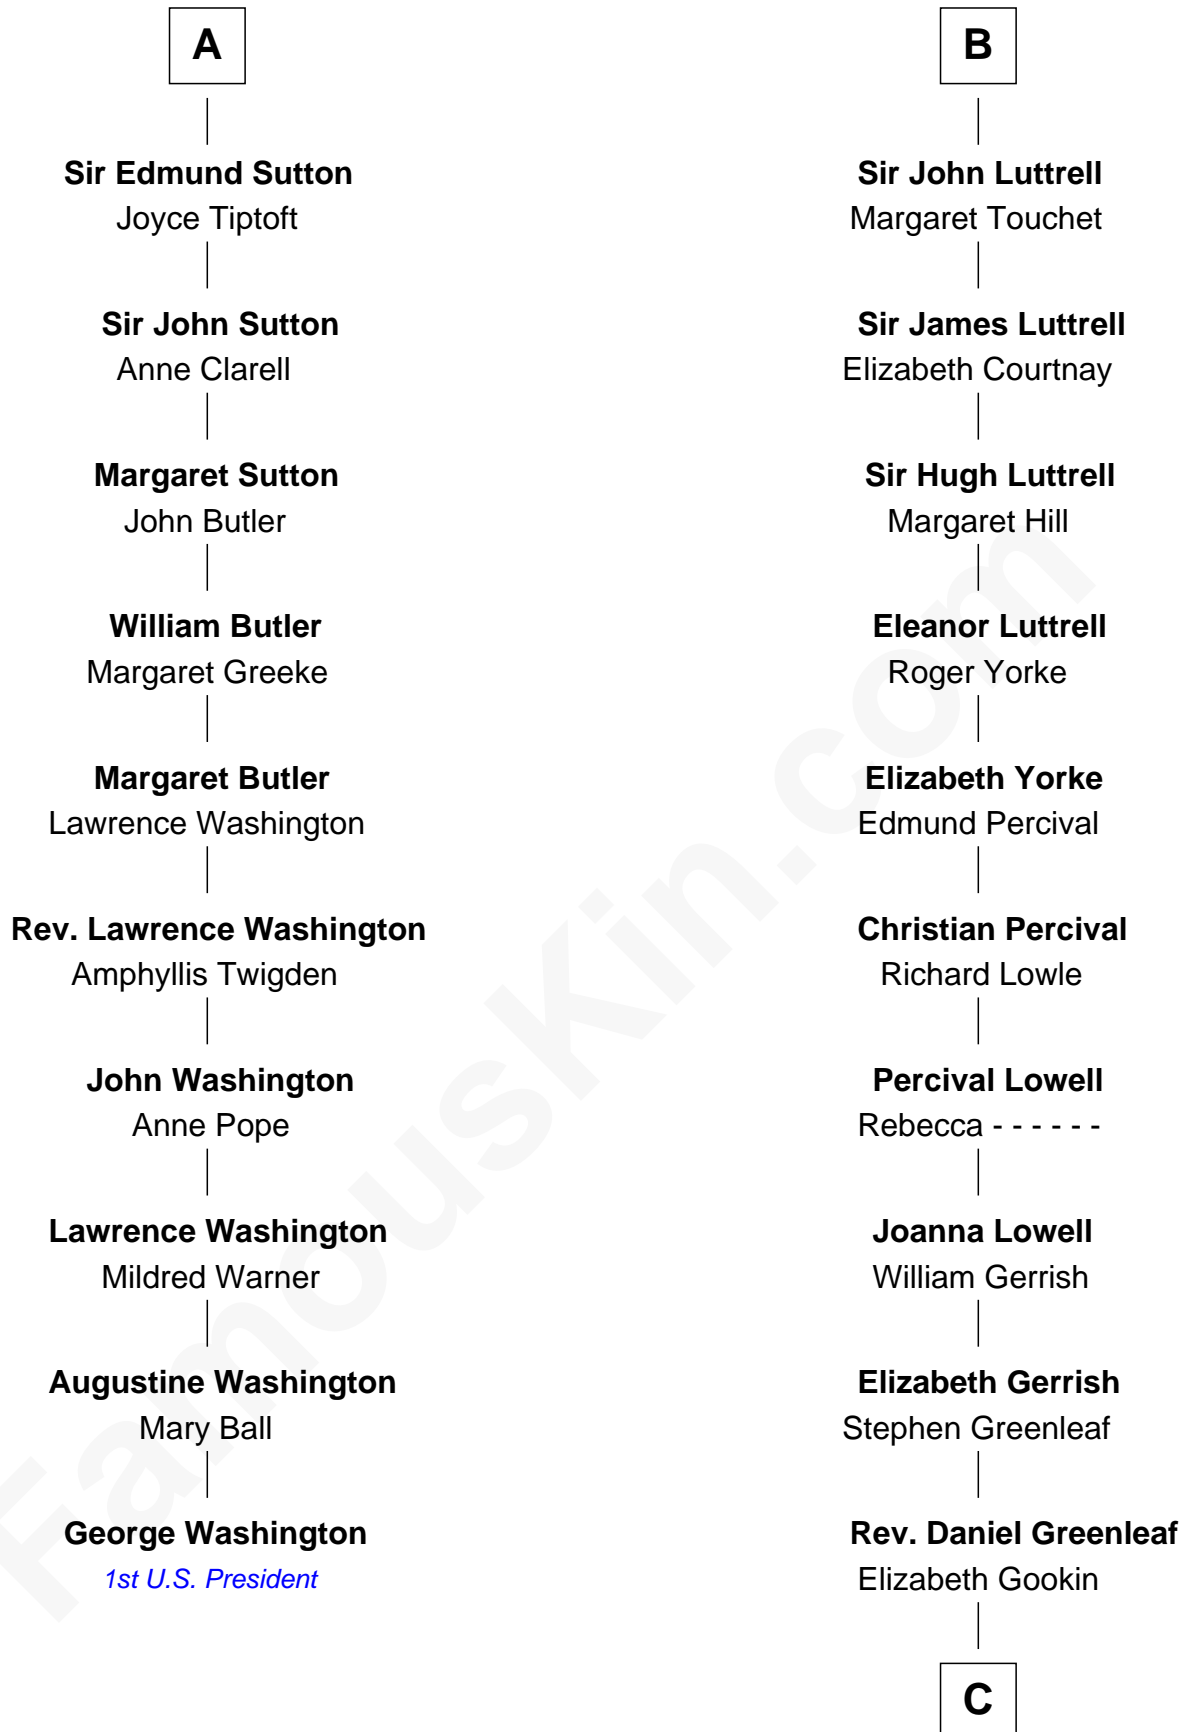 A
Sir Edmund Sutton
Joyce Tiptoft
Sir John Sutton
Anne Clarell
Margaret Sutton
John Butler
William Butler
Margaret Greeke
Margaret Butler
Lawrence Washington
Rev. Lawrence Washington
Amphyllis Twigden
John Washington
Anne Pope
Lawrence Washington
Mildred Warner
Augustine Washington
Mary Ball
George Washington
1st U.S. President
B
Sir John Luttrell
Margaret Touchet
Sir James Luttrell
Elizabeth Courtnay
Sir Hugh Luttrell
Margaret Hill
Eleanor Luttrell
Roger Yorke
Elizabeth Yorke
Edmund Percival
Christian Percival
Richard Lowle
Percival Lowell
Rebecca - - - - - -
Joanna Lowell
William Gerrish
Elizabeth Gerrish
Stephen Greenleaf
Rev. Daniel Greenleaf
Elizabeth Gookin
C
FamousKin.com